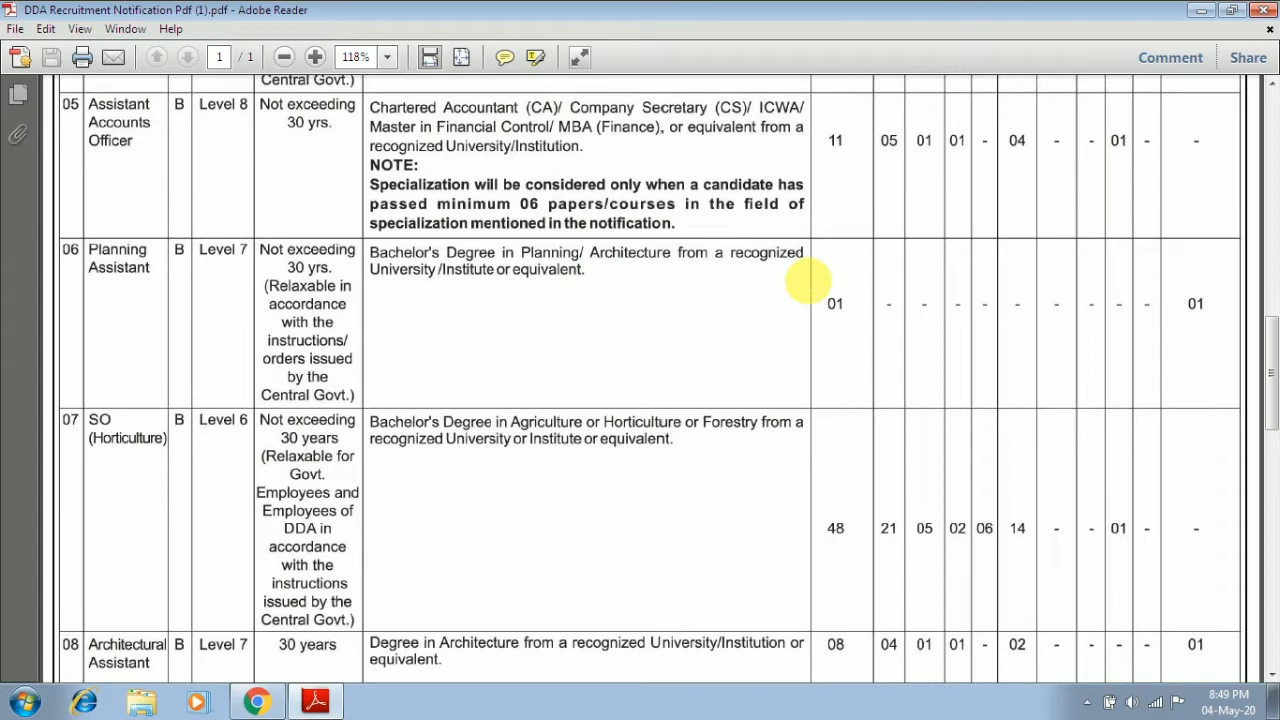 DDA Recruitment Notification Pdf (1).pdf - Adobe Reader
File Edit View Window Help
1 / 1 118% Comment Share
Central Govt.)
05 Assistant Accounts Officer B Level 8 Not exceeding 30 yrs.
Chartered Accountant (CA)/ Company Secretary (CS)/ ICWA/
Master in Financial Control/ MBA (Finance), or equivalent from a
recognized University/Institution.
NOTE:
Specialization will be considered only when a candidate has
passed minimum 06 papers/courses in the field of
specialization mentioned in the notification.
11 05 01 01 - 04 - - 01 - -
06 Planning Assistant B Level 7
Not exceeding
30 yrs.
(Relaxable in
accordance
with the
instructions/
orders issued
by the
Central Govt.)
Bachelor's Degree in Planning/ Architecture from a recognized
University /Institute or equivalent.
01 - - - - - - - - - 01
07 SO (Horticulture) B Level 6
Not exceeding
30 years
(Relaxable for
Govt.
Employees and
Employees of
DDA in
accordance
with the
instructions
issued by the
Central Govt.)
Bachelor's Degree in Agriculture or Horticulture or Forestry from a
recognized University or Institute or equivalent.
48 21 05 02 06 14 - - 01 - -
08 Architectural Assistant B Level 7 30 years
Degree in Architecture from a recognized University/Institution or
equivalent.
08 04 01 01 - 02 - - - - 01
8:49 PM
04-May-20